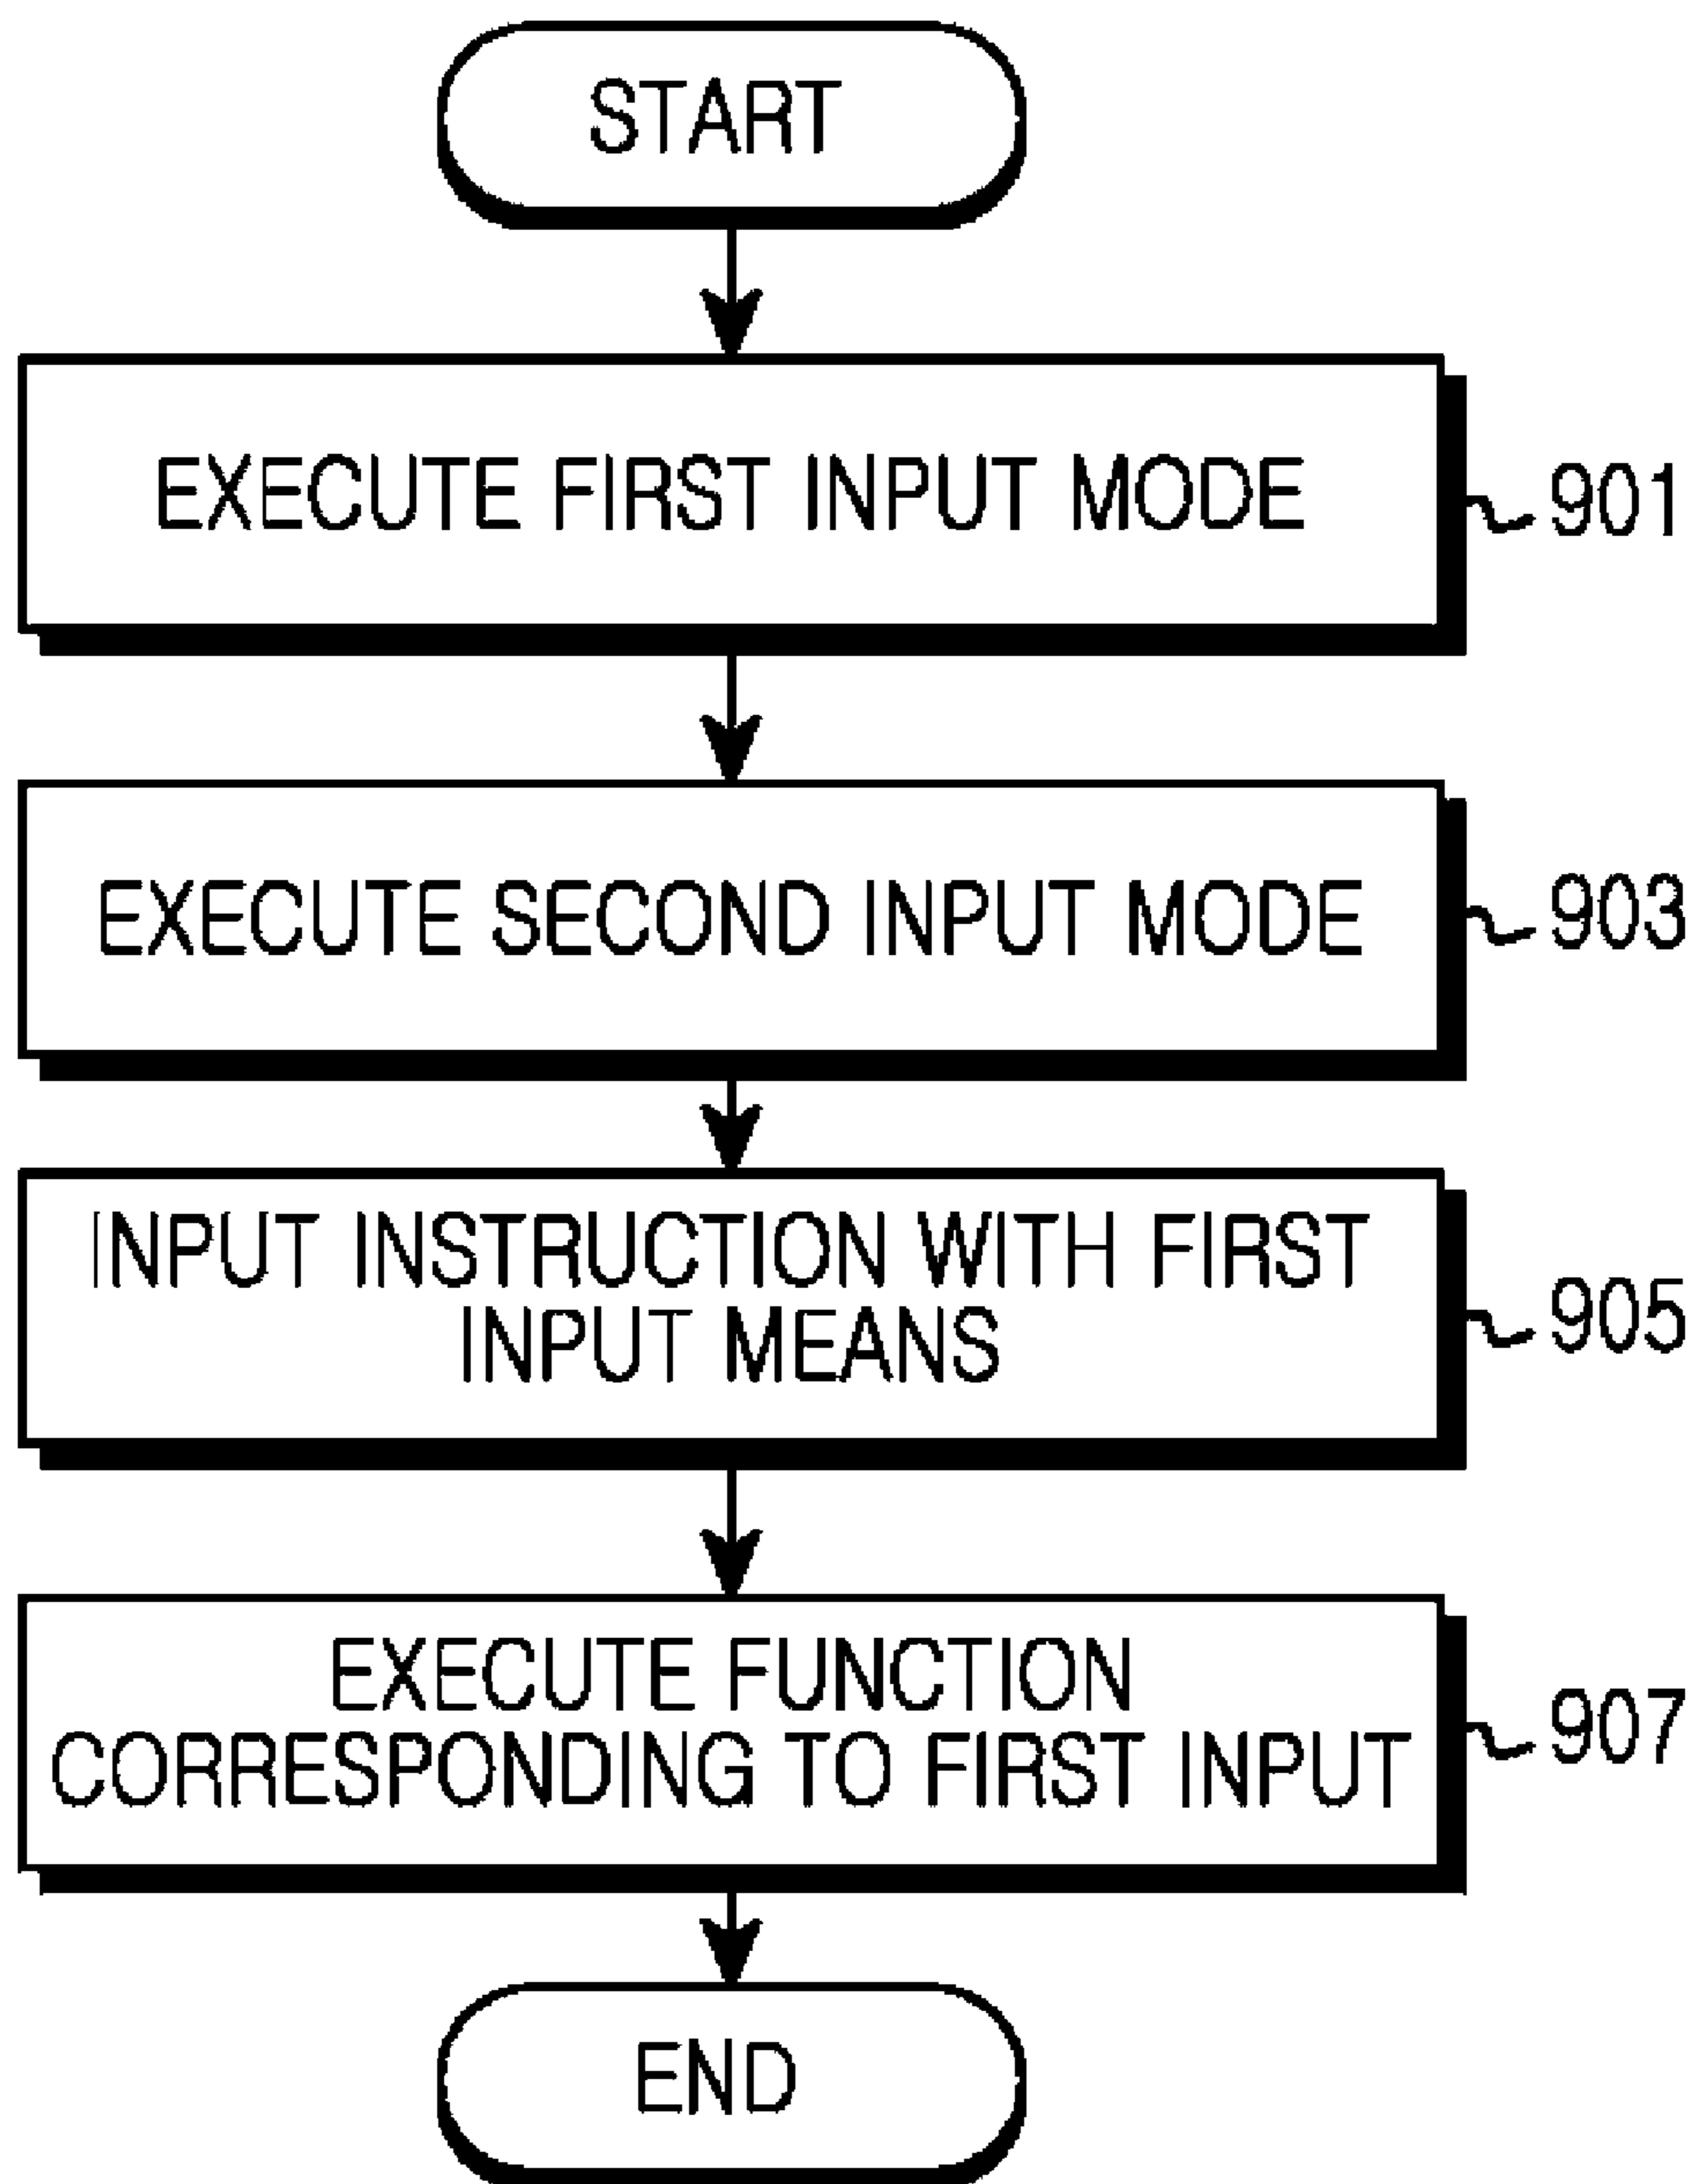 START
EXECUTE FIRST INPUT MODE
901
EXECUTE SECOND INPUT MODE
903
INPUT INSTRUCTION WITH FIRST
INPUT MEANS
905
EXECUTE FUNCTION
CORRESPONDING TO FIRST INPUT
907
END